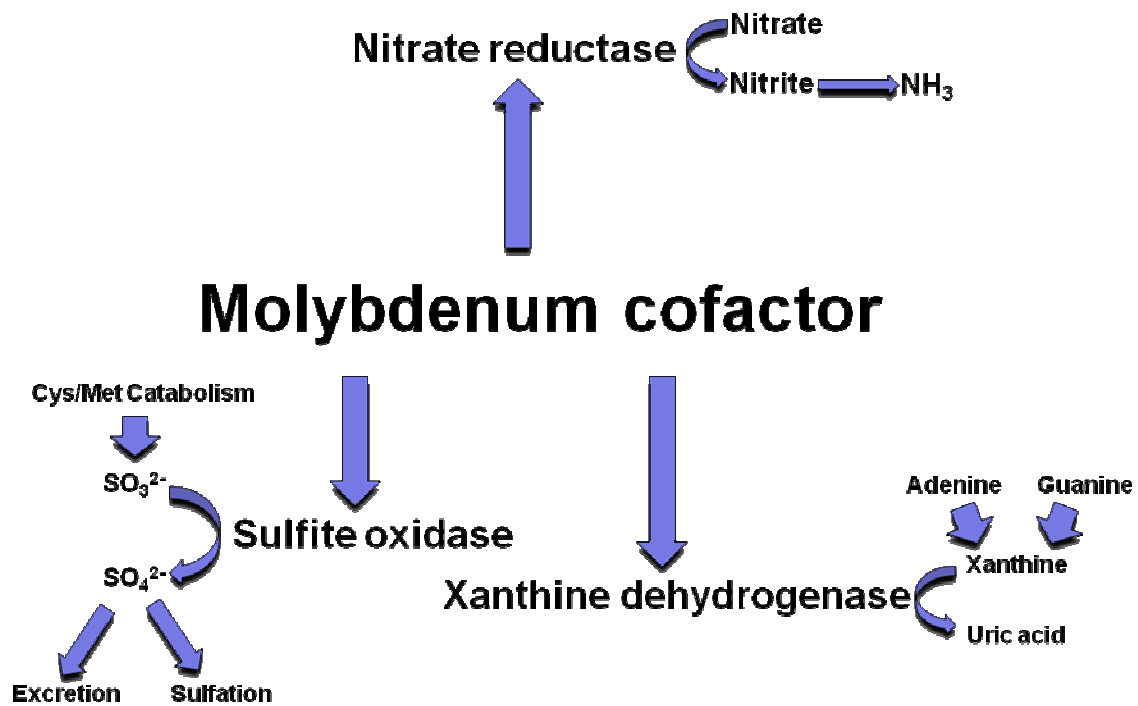 Nitrate reductase
Nitrate
Nitrite
NH₃
Molybdenum cofactor
Cys/Met Catabolism
SO₃²⁻
SO₄²⁻
Sulfite oxidase
Excretion
Sulfation
Adenine
Guanine
Xanthine
Xanthine dehydrogenase
Uric acid